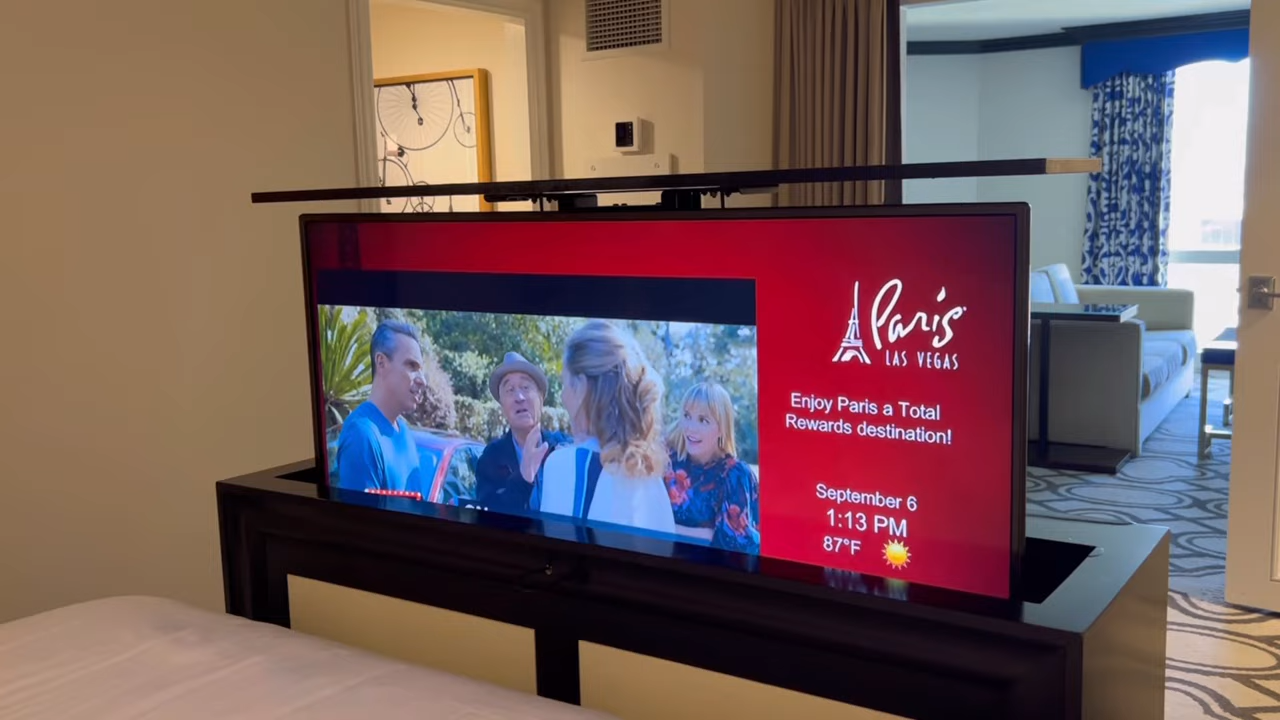 Paris
LAS VEGAS
Enjoy Paris a Total
Rewards destination!
September 6
1:13 PM
87°F